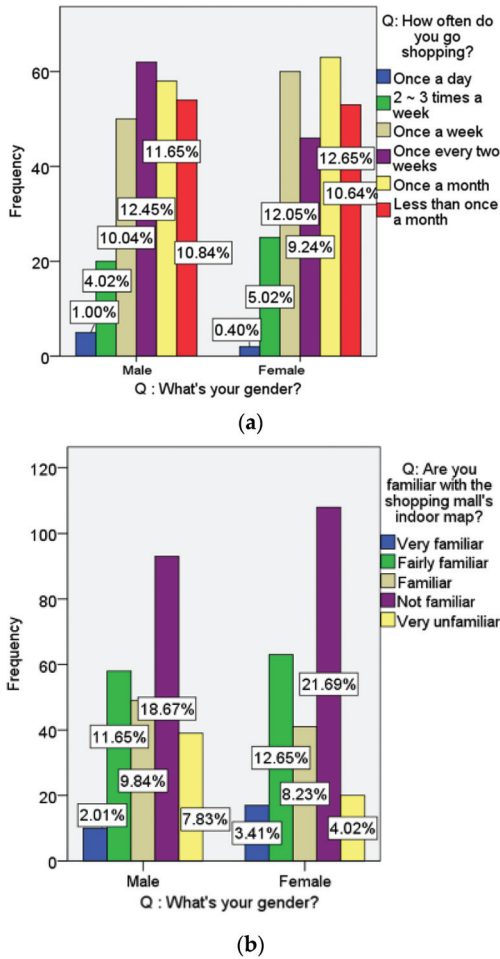 Q: How often do
you go
shopping?
Once a day
2 ~ 3 times a
week
Once a week
Once every two
weeks
Once a month
Less than once
a month
Frequency
60
40
20
0
1.00%
4.02%
10.04%
12.45%
11.65%
10.84%
0.40%
5.02%
12.05%
9.24%
12.65%
10.64%
Male
Female
Q : What's your gender?
(a)
Q: Are you
familiar with the
shopping mall's
indoor map?
Very familiar
Fairly familiar
Familiar
Not familiar
Very unfamiliar
Frequency
120
100
80
60
40
20
0
2.01%
11.65%
9.84%
18.67%
7.83%
3.41%
12.65%
8.23%
21.69%
4.02%
Male
Female
Q : What's your gender?
(b)